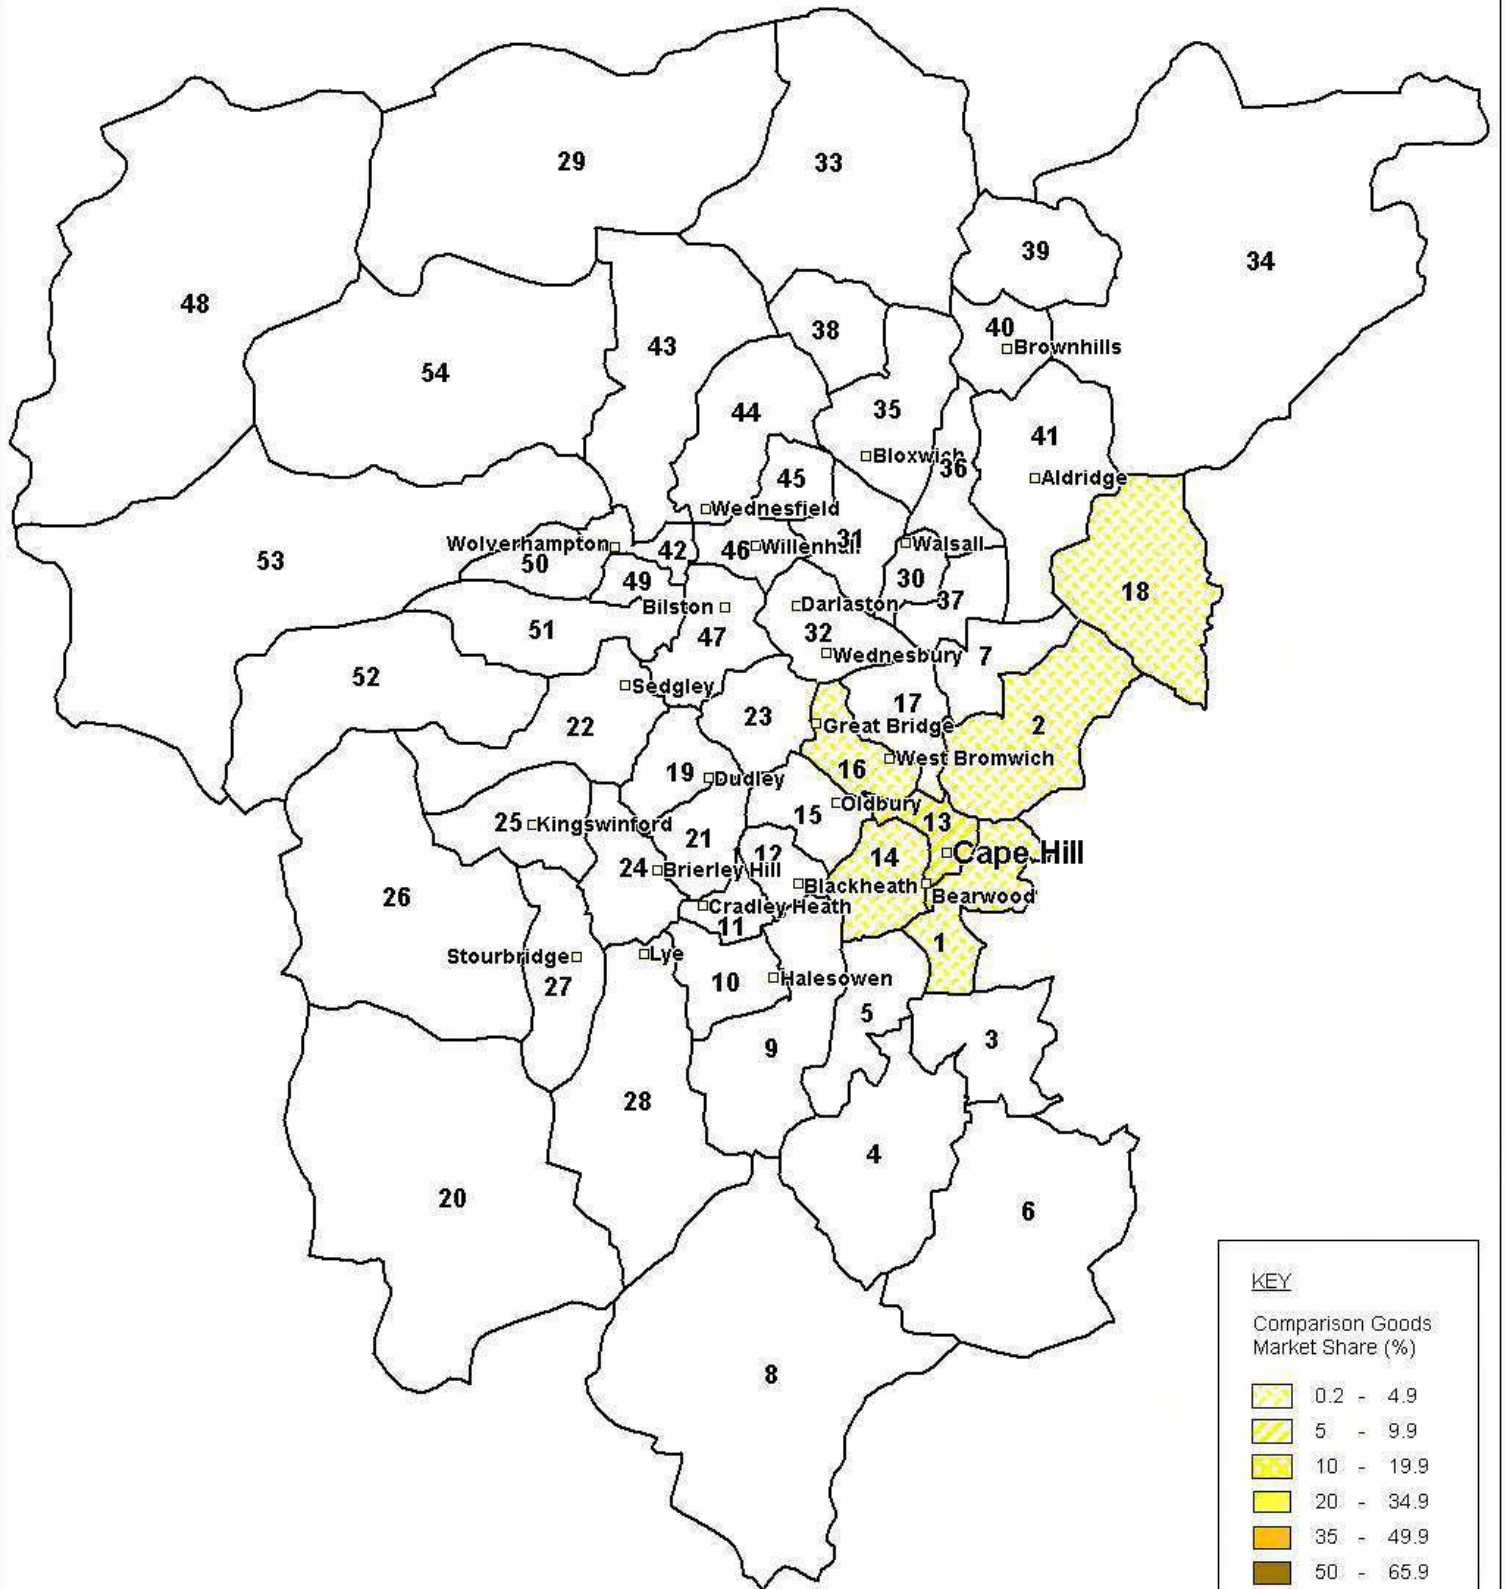 29
33
39
34
48
38
40
Brownhills
43
54
44
35
41
Bloxwich
36
Aldridge
45
Wednesfield
31
Wolverhampton
42
46
Willenhall
Walsall
53
50
49
30
18
Bilston
Darlaston
37
51
47
32
Wednesbury
7
52
Sedgley
22
23
17
Great Bridge
2
West Bromwich
19
Dudley
16
Oldbury
15
13
25
Kingswinford
21
12
14
Cape Hill
24
Brierley Hill
Blackheath
Bearwood
26
Cradley Heath
11
1
Stourbridge
Lye
27
10
Halesowen
5
9
3
28
4
20
6
8
KEY
Comparison Goods
Market Share (%)
0.2 - 4.9
5 - 9.9
10 - 19.9
20 - 34.9
35 - 49.9
50 - 65.9